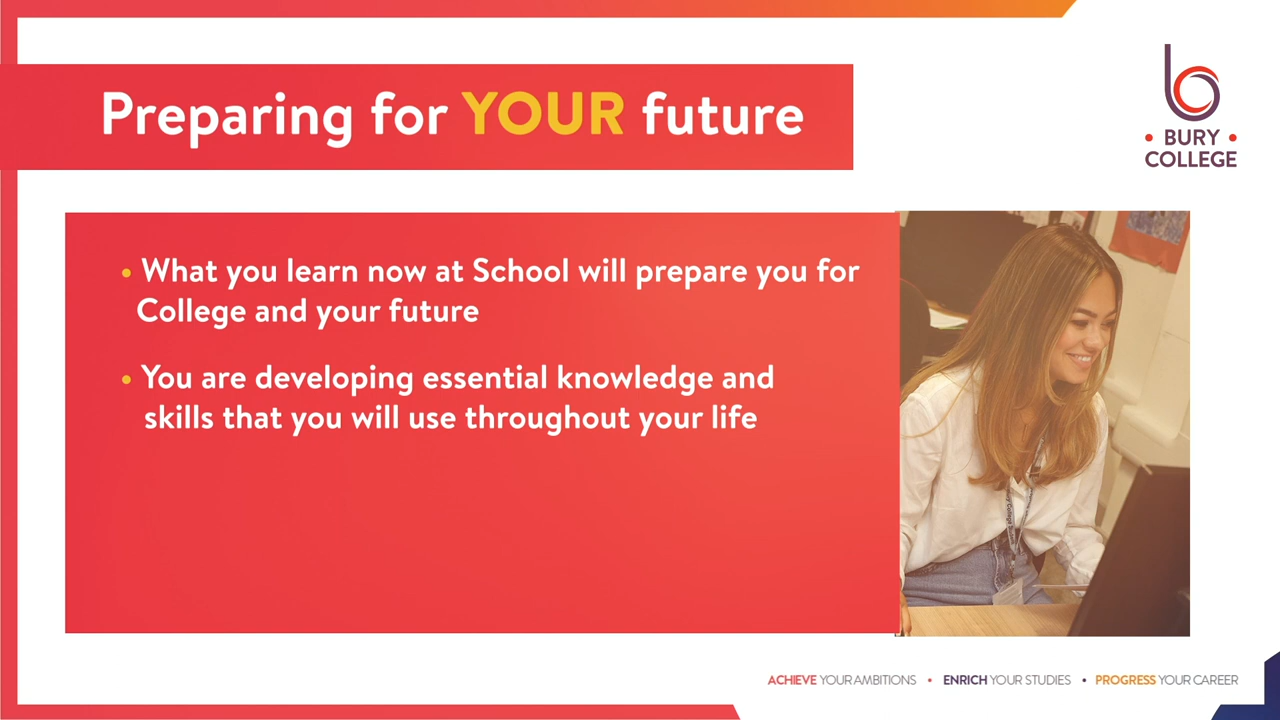 Preparing for YOUR future
• BURY •
COLLEGE
• What you learn now at School will prepare you for
College and your future
• You are developing essential knowledge and
skills that you will use throughout your life
ACHIEVE YOUR AMBITIONS • ENRICH YOUR STUDIES • PROGRESS YOUR CAREER